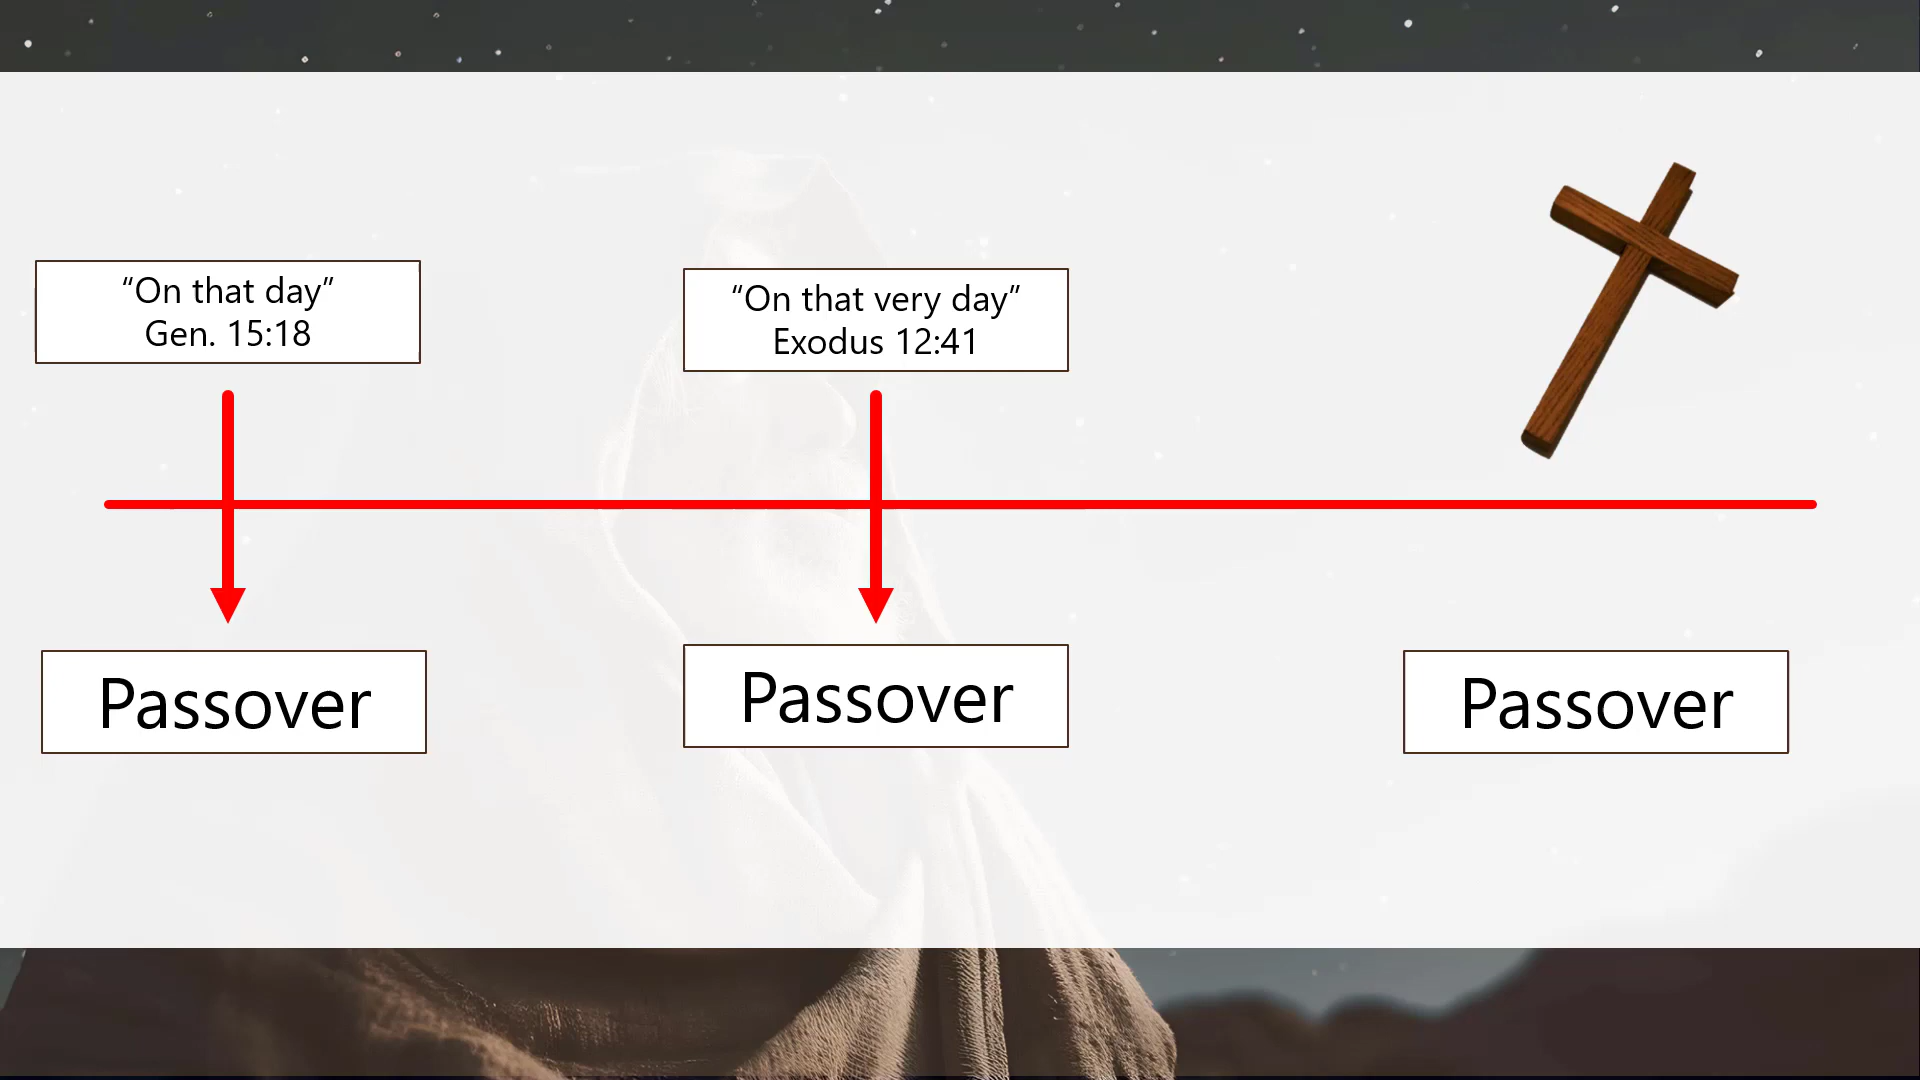 “On that day”
Gen. 15:18
“On that very day”
Exodus 12:41
Passover
Passover
Passover